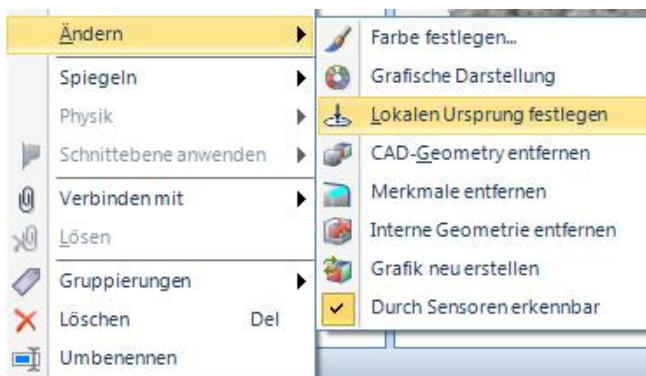 Ändern
Spiegeln
Physik
Schnittebene anwenden
Verbinden mit
Lösen
Gruppierungen
Löschen Del
Umbenennen
Farbe festlegen...
Grafische Darstellung
Lokalen Ursprung festlegen
CAD-Geometry entfernen
Merkmale entfernen
Interne Geometrie entfernen
Grafik neu erstellen
Durch Sensoren erkennbar